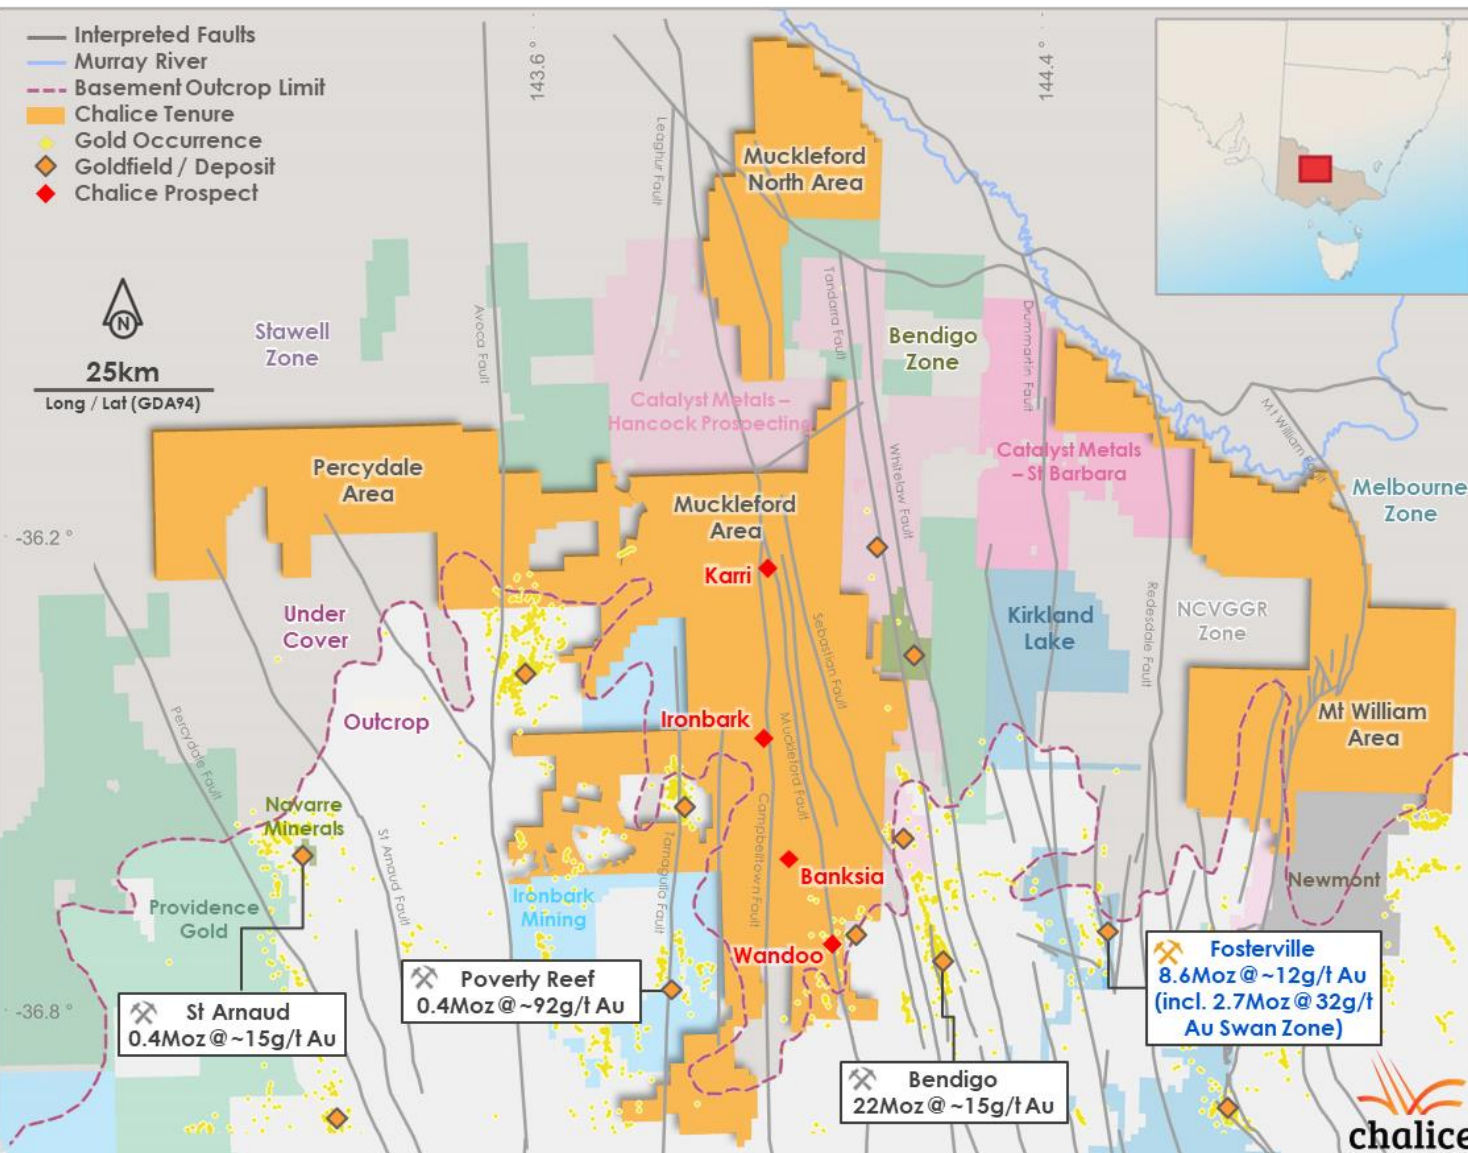 Interpreted Faults
Murray River
Basement Outcrop Limit
Chalice Tenure
Gold Occurrence
Goldfield / Deposit
Chalice Prospect
143.6 °
144.4 °
N
25km
Long / Lat (GDA94)
Stawell
Zone
Leaghur Fault
Avoca Fault
Muckleford
North Area
Tandarra Fault
Bendigo
Zone
Drummartin Fault
Catalyst Metals –
Hancock Prospecting
Catalyst Metals
– St Barbara
Mt William Fault
Melbourne
Zone
Percydale
Area
Muckleford
Area
Whitelaw Fault
-36.2 °
Karri
Under
Cover
Sebastian Fault
Kirkland
Lake
Redesdale Fault
NCVGGR
Zone
Outcrop
Ironbark
Muckleford Fault
Mt William
Area
Percydale Fault
St Arnaud Fault
Navarre
Minerals
Tarnagulla Fault
Campbelltown Fault
Banksia
Newmont
Providence
Gold
Ironbark
Mining
Wandoo
Poverty Reef
0.4Moz @ ~92g/t Au
Fosterville
8.6Moz @ ~12g/t Au
(incl. 2.7Moz @ 32g/t
Au Swan Zone)
-36.8 °
St Arnaud
0.4Moz @ ~15g/t Au
Bendigo
22Moz @ ~15g/t Au
chalice